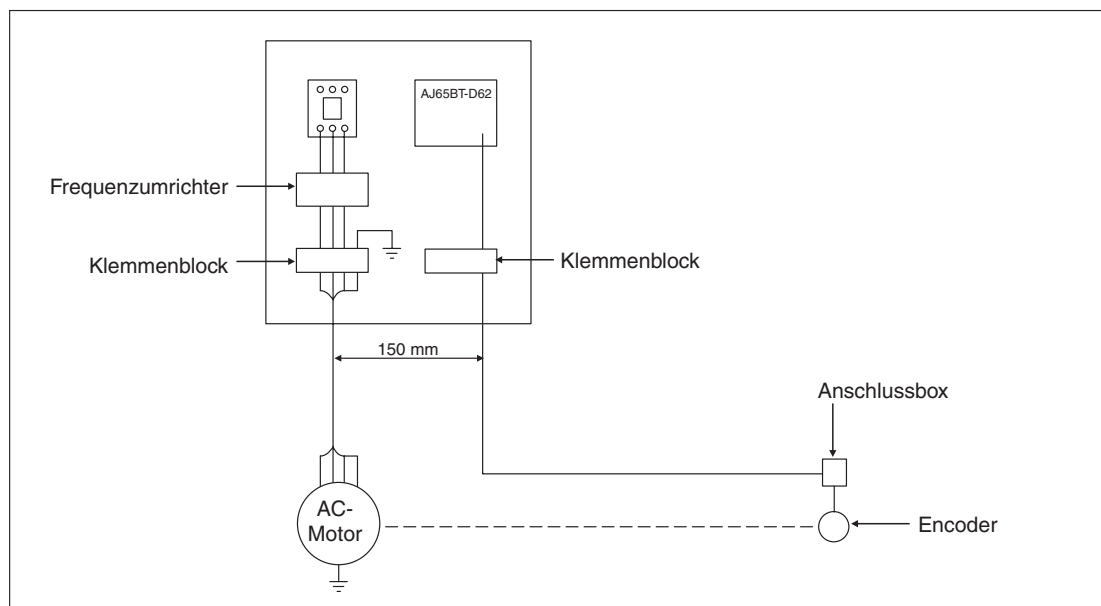 AJ65BT-D62
Frequenzumrichter
Klemmenblock
Klemmenblock
150 mm
Anschlussbox
AC-
Motor
Encoder